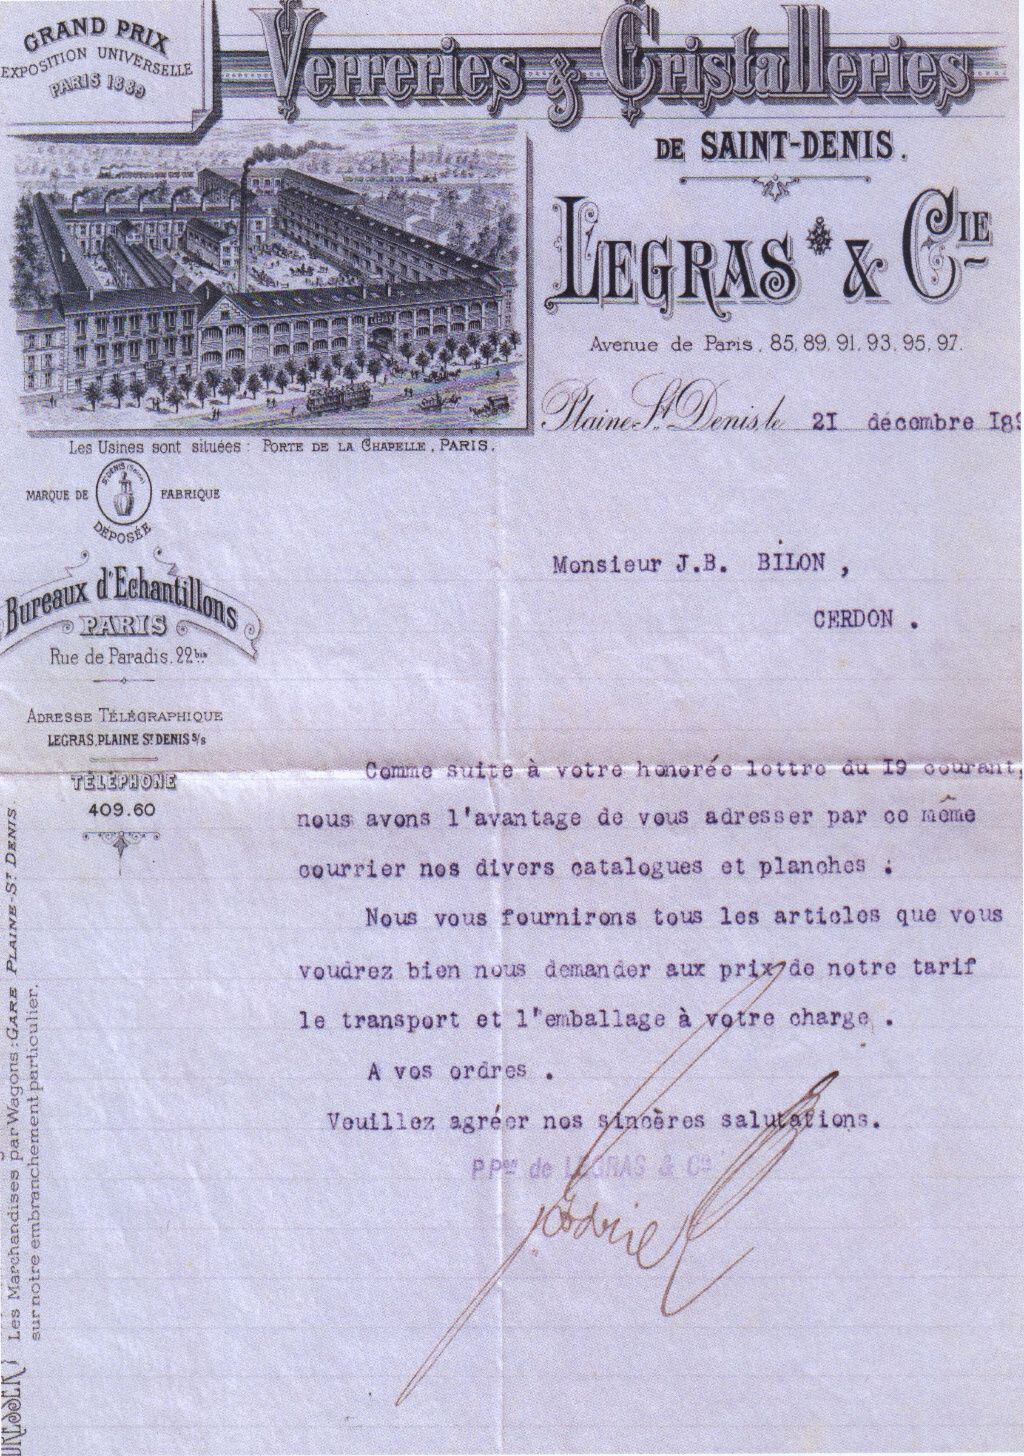 GRAND PRIX
EXPOSITION UNIVERSELLE
PARIS 1889
Verreries & Cristalleries
DE SAINT-DENIS.
LEGRAS & CIE
Avenue de Paris, 85, 89, 91, 93, 95, 97.
Plaine-St Denis, le 21 décembre 189
Les Usines sont situées : PORTE DE LA CHAPELLE, PARIS.
MARQUE DE FABRIQUE
St DENIS (Seine)
DÉPOSÉE
Bureaux d'Echantillons
PARIS
Rue de Paradis. 22bis
ADRESSE TÉLÉGRAPHIQUE
LEGRAS. PLAINE ST DENIS S/S
TÉLÉPHONE
409.60
Monsieur J.B. BILON ,
CERDON .
Comme suite à votre honorée lettre du I9 courant,
nous avons l'avantage de vous adresser par ce même
courrier nos divers catalogues et planches .
Nous vous fournirons tous les articles que vous
voudrez bien nous demander aux prix de notre tarif
le transport et l'emballage à votre charge .
A vos ordres .
Veuillez agréer nos sincères salutations.
P.Pon de LEGRAS & Cie
Les Marchandises par Wagons : GARE PLAINE-ST DENIS.
sur notre embranchement particulier.